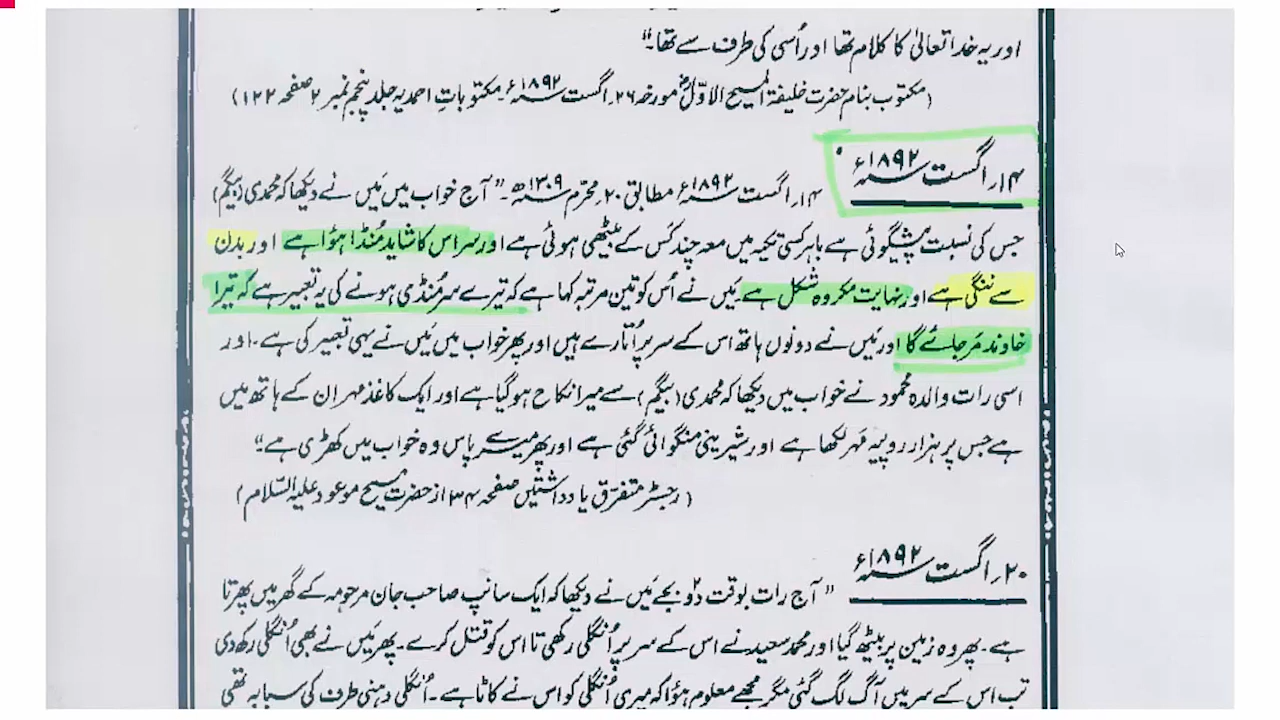 اور یہ خدا تعالیٰ کا کلام تھا اور اُسی کی طرف سے تھا۔“
(مکتوب بنام حضرت خلیفۃ المسیح الاوّلؓ مورخہ ۲۶؍اگست ۱۸۹۲ء۔ مکتوباتِ احمدیہ جلد پنجم نمبر ۲ صفحہ ۱۲۲)
۱۴؍اگست ۱۸۹۲ء
۱۴؍اگست ۱۸۹۲ء مطابق ۲۰؍محرّم ۱۳۰۹ھ۔ ”آج خواب میں مَیں نے دیکھا کہ محمدی (بیگم)
جس کی نسبت پیشگوئی ہے باہر کسی تکیہ میں معہ چند کَس کے بیٹھی ہوئی ہے اور سر اس کا شاید مُنڈا ہؤا ہے اور بدن
سے ننگی ہے اور نہایت مکروہ شکل ہے مَیں نے اُس کو تین مرتبہ کہا ہے کہ تیرے سر مُنڈی ہونے کی یہ تعبیر ہے کہ تیرا
خاوند مَر جائے گا اور مَیں نے دونوں ہاتھ اس کے سر پر اُتارے ہیں اور پھر خواب میں مَیں نے یہی تعبیر کی ہے۔ اور
اسی رات والدہ محمود نے خواب میں دیکھا کہ محمدی (بیگم) سے میرا نکاح ہو گیا ہے اور ایک کاغذ مہر ان کے ہاتھ میں
ہے جس پر ہزار روپیہ مَہر لکھا ہے اور شیرینی منگوائی گئی ہے اور پھر میرے پاس وہ خواب میں کھڑی ہے۔“
(رجسٹر متفرّق یادداشتیں صفحہ ۳۴ از حضرت مسیح موعود علیہ السّلام)
۲۰؍اگست ۱۸۹۲ء
”آج رات بوقت دو ۲ بجے مَیں نے دیکھا کہ ایک سانپ صاحب جان مرحومہ کے گھر میں پھرتا
ہے۔ پھر وہ زمین پر بیٹھ گیا اور محمد سعید نے اس کے سر پر اُنگلی رکھی تا اس کو قتل کرے۔ پھر مَیں نے بھی اُنگلی رکھ دی
تب اس کے سر میں آگ لگ گئی مگر مجھے معلوم ہؤا کہ میری اُنگلی کو اس نے کاٹا ہے۔ اُنگلی دہنی طرف کی سبابہ تھی